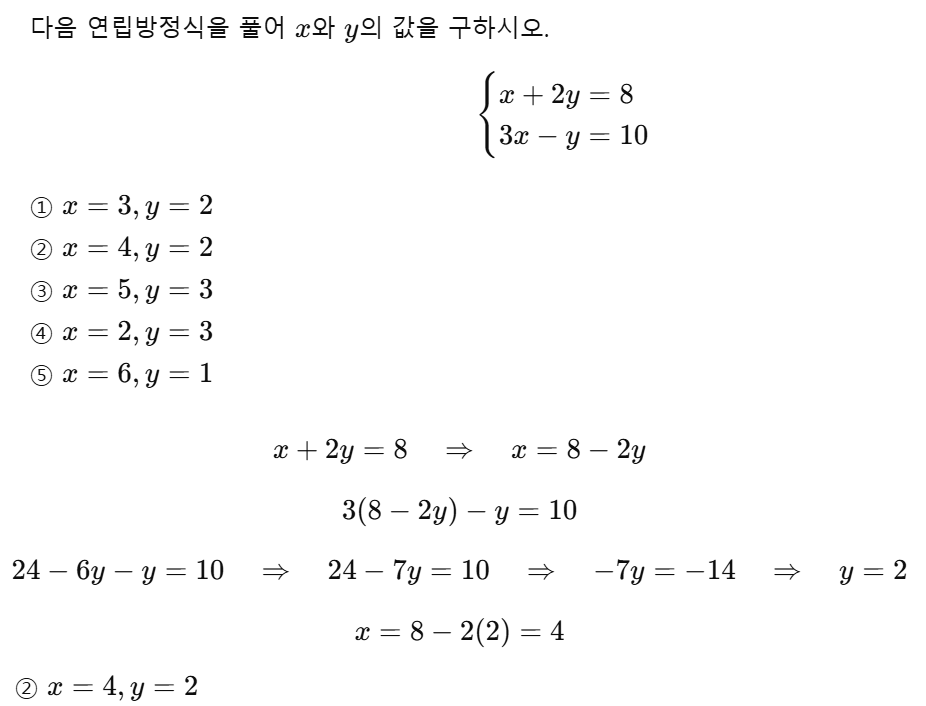 다음 연립방정식을 풀어 x와 y의 값을 구하시오.
{ x + 2y = 8
3x − y = 10
① x = 3, y = 2
② x = 4, y = 2
③ x = 5, y = 3
④ x = 2, y = 3
⑤ x = 6, y = 1
x + 2y = 8 ⇒ x = 8 − 2y
3(8 − 2y) − y = 10
24 − 6y − y = 10 ⇒ 24 − 7y = 10 ⇒ −7y = −14 ⇒ y = 2
x = 8 − 2(2) = 4
② x = 4, y = 2